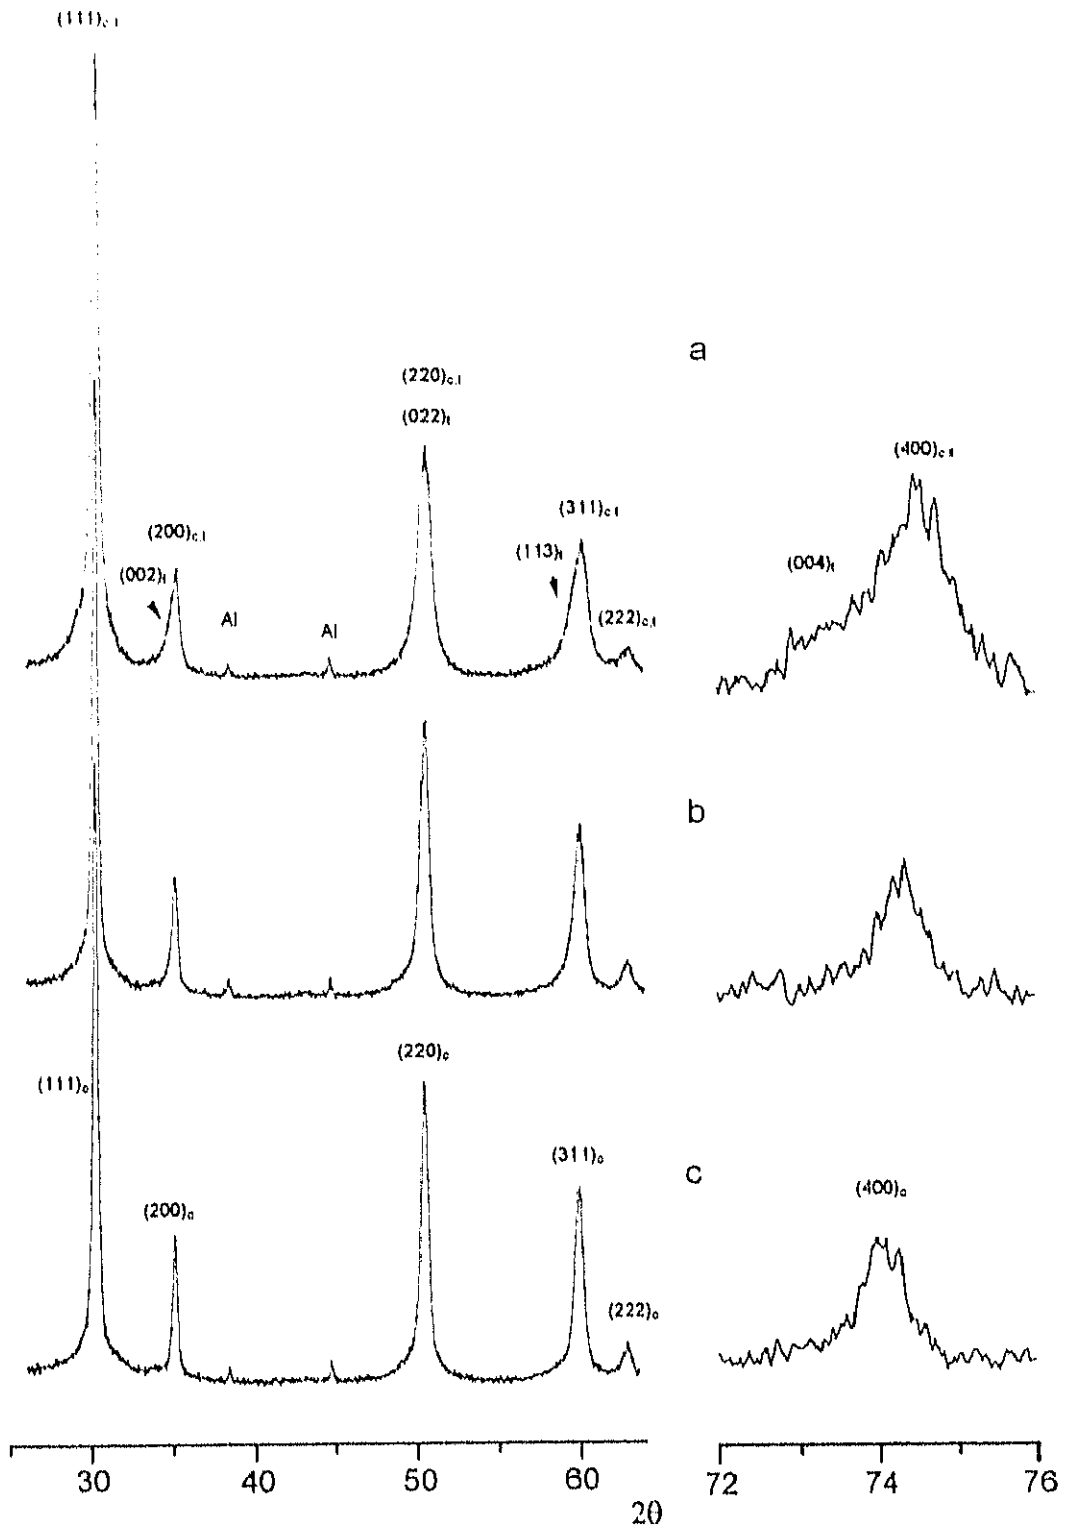 (111)c,t
a
(220)c,t
(022)t
(400)c,t
(311)c,t
(200)c,t
(113)t
(004)t
(002)t
Al
Al
(222)c,t
b
(220)c
(111)c
(311)c
c
(400)c
(200)c
(222)c
30 40 50 60 72 74 76
2θ